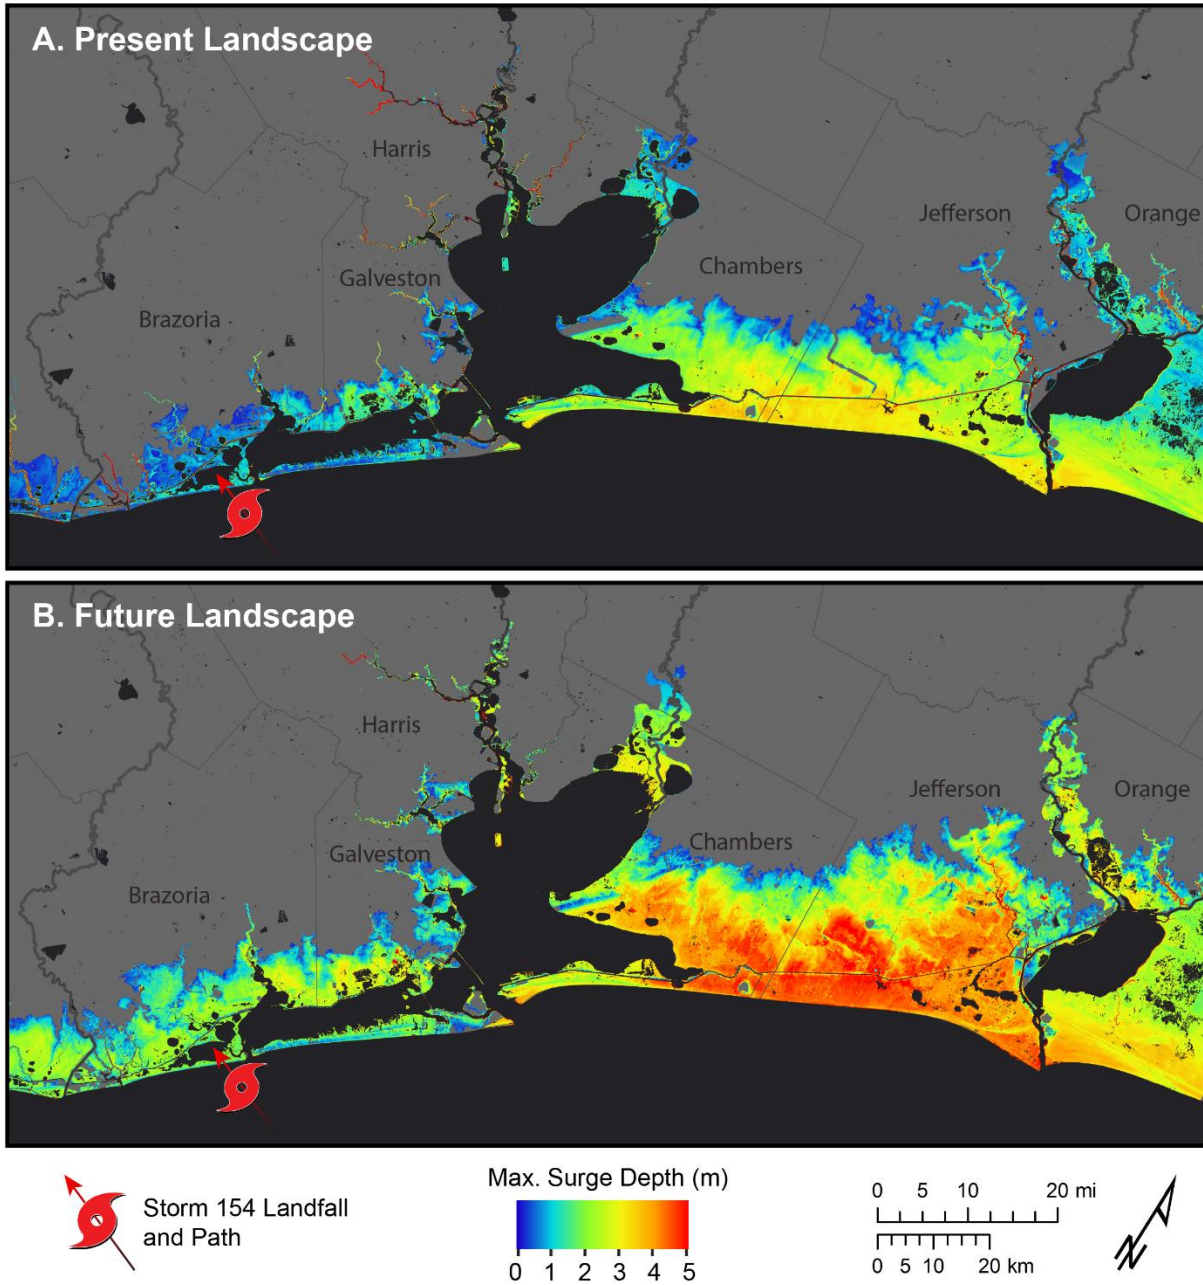 A. Present Landscape
Harris
Jefferson
Orange
Galveston
Chambers
Brazoria
B. Future Landscape
Harris
Jefferson
Orange
Galveston
Chambers
Brazoria
Storm 154 Landfall
and Path
Max. Surge Depth (m)
0 1 2 3 4 5
0 5 10 20 mi
0 5 10 20 km
N